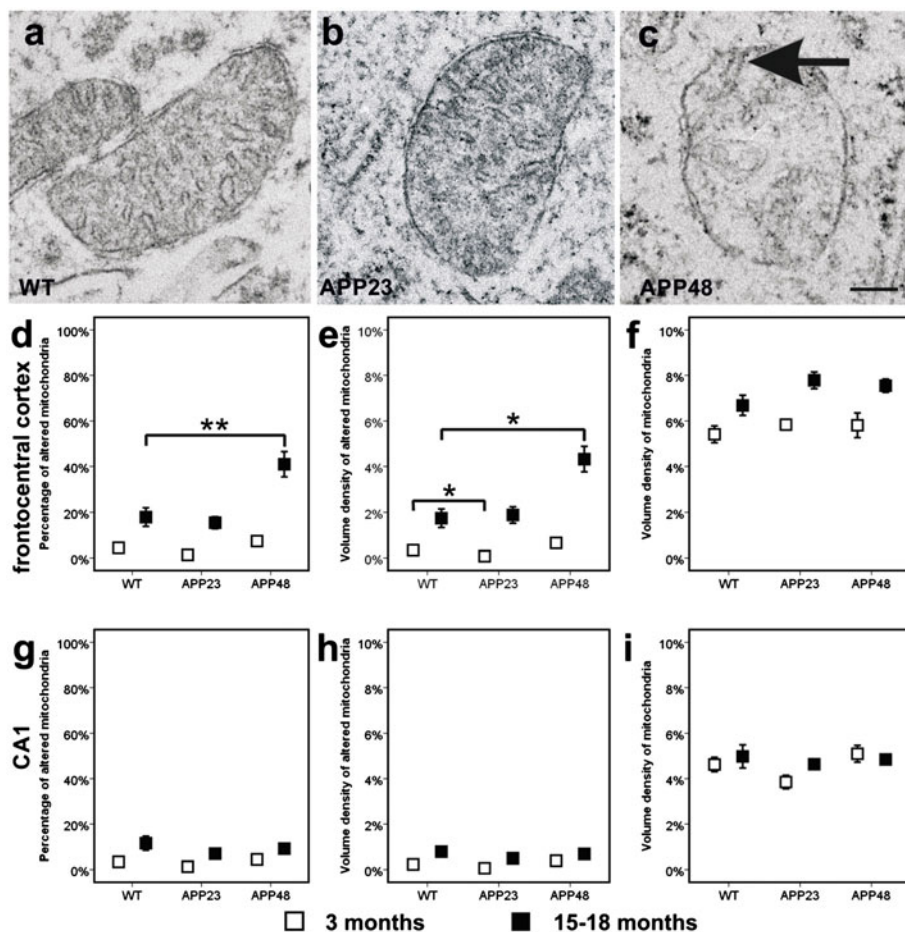 a
b
c
WT
APP23
APP48
frontocentral cortex
d
Percentage of altered mitochondria
100%
80%
60%
40%
20%
0%
**
WT
APP23
APP48
e
Volume density of altered mitochondria
10%
8%
6%
4%
2%
0%
*
*
WT
APP23
APP48
f
Volume density of mitochondria
10%
8%
6%
4%
2%
0%
WT
APP23
APP48
CA1
g
Percentage of altered mitochondria
100%
80%
60%
40%
20%
0%
WT
APP23
APP48
h
Volume density of altered mitochondria
10%
8%
6%
4%
2%
0%
WT
APP23
APP48
i
Volume density of mitochondria
10%
8%
6%
4%
2%
0%
WT
APP23
APP48
3 months
15-18 months